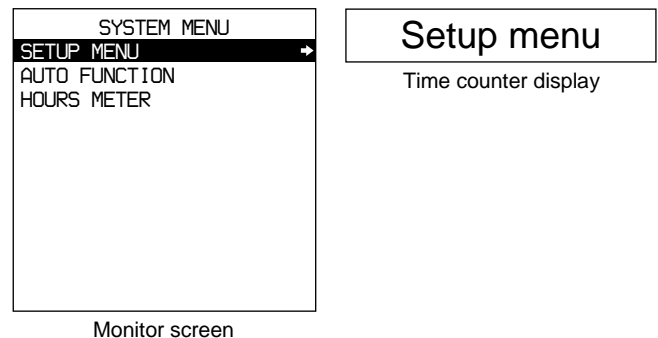 SYSTEM MENU
SETUP MENU →
AUTO FUNCTION
HOURS METER
Monitor screen
Setup menu
Time counter display